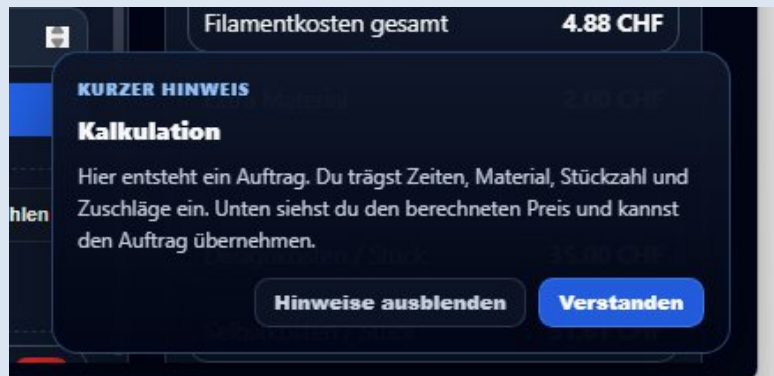 Filamentkosten gesamt 4.88 CHF
KURZER HINWEIS
Kalkulation
Hier entsteht ein Auftrag. Du trägst Zeiten, Material, Stückzahl und
Zuschläge ein. Unten siehst du den berechneten Preis und kannst
den Auftrag übernehmen.
hlen
Hinweise ausblenden Verstanden